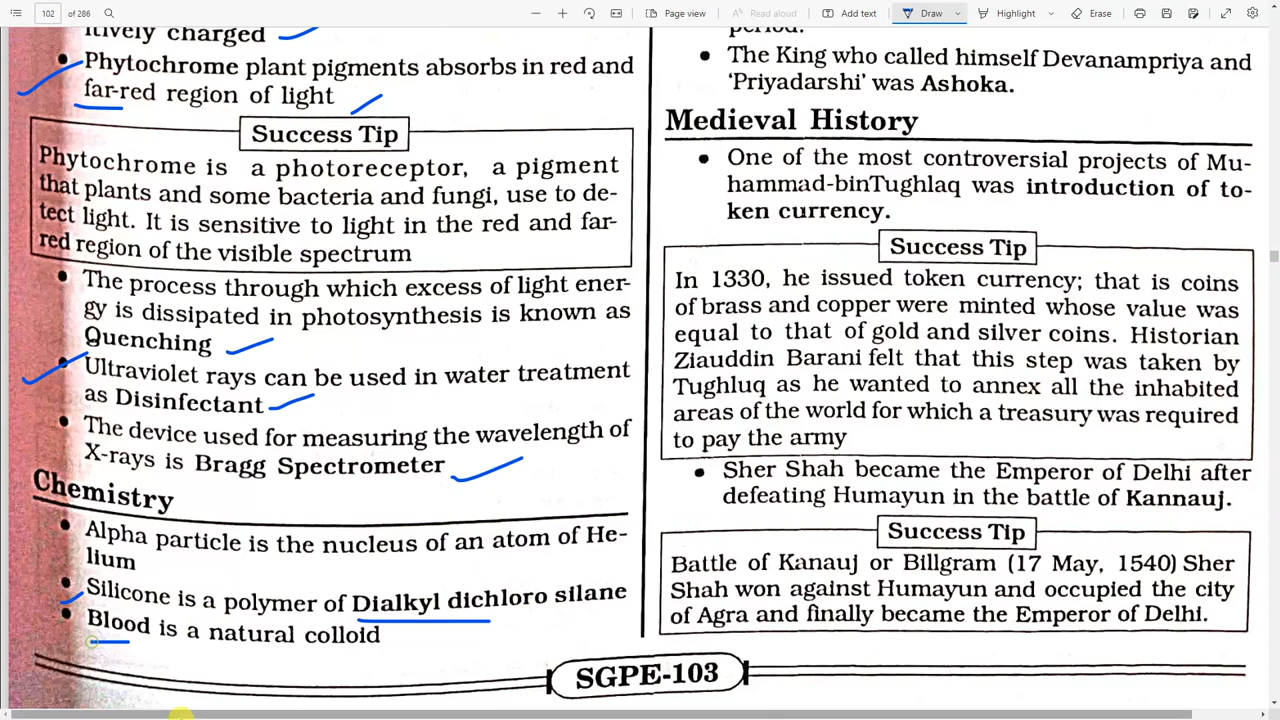 102 of 286
Page view
Read aloud
Add text
Draw
Highlight
Erase
itively charged
• Phytochrome plant pigments absorbs in red and
far-red region of light
Success Tip
Phytochrome is a photoreceptor, a pigment
that plants and some bacteria and fungi, use to de-
tect light. It is sensitive to light in the red and far-
red region of the visible spectrum
• The process through which excess of light ener-
gy is dissipated in photosynthesis is known as
Quenching
• Ultraviolet rays can be used in water treatment
as Disinfectant
• The device used for measuring the wavelength of
X-rays is Bragg Spectrometer
Chemistry
• Alpha particle is the nucleus of an atom of He-
lium
• Silicone is a polymer of Dialkyl dichloro silane
• Blood is a natural colloid
period.
• The King who called himself Devanampriya and
‘Priyadarshi’ was Ashoka.
Medieval History
• One of the most controversial projects of Mu-
hammad-binTughlaq was introduction of to-
ken currency.
Success Tip
In 1330, he issued token currency; that is coins
of brass and copper were minted whose value was
equal to that of gold and silver coins. Historian
Ziauddin Barani felt that this step was taken by
Tughluq as he wanted to annex all the inhabited
areas of the world for which a treasury was required
to pay the army
• Sher Shah became the Emperor of Delhi after
defeating Humayun in the battle of Kannauj.
Success Tip
Battle of Kanauj or Billgram (17 May, 1540) Sher
Shah won against Humayun and occupied the city
of Agra and finally became the Emperor of Delhi.
SGPE-103